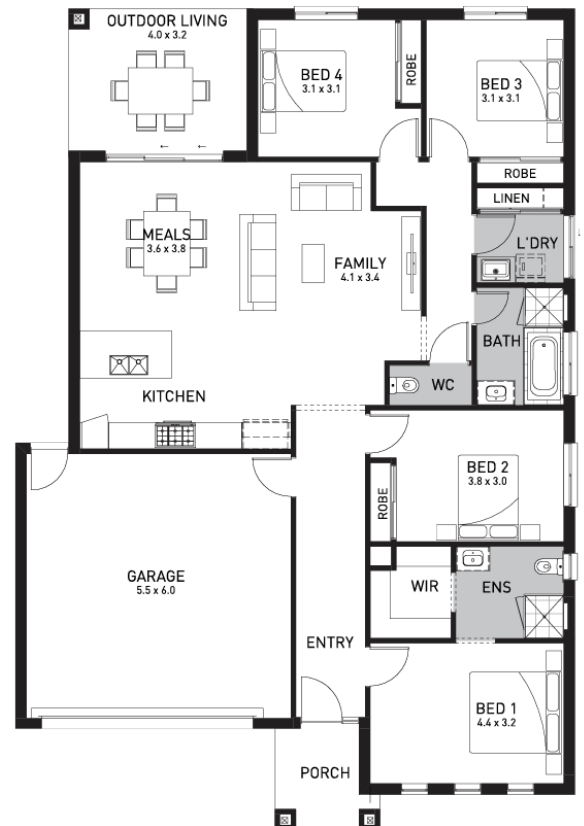 OUTDOOR LIVING
4.0 x 3.2
BED 4
3.1 x 3.1
ROBE
BED 3
3.1 x 3.1
ROBE
LINEN
L'DRY
MEALS
3.6 x 3.8
FAMILY
4.1 x 3.4
BATH
WC
KITCHEN
BED 2
3.8 x 3.0
ROBE
GARAGE
5.5 x 6.0
WIR
ENS
ENTRY
BED 1
4.4 x 3.2
PORCH